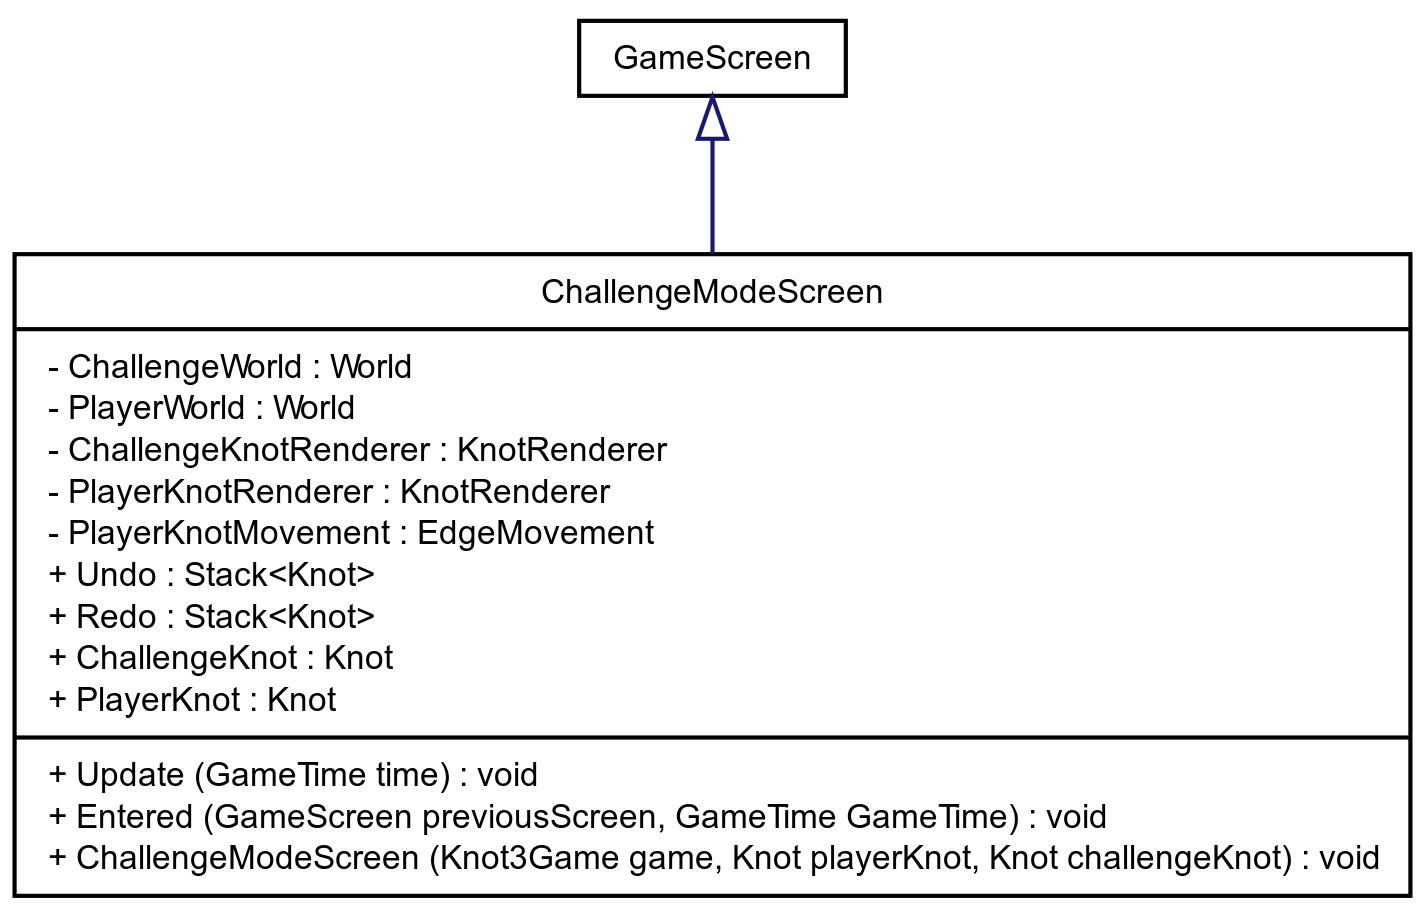 GameScreen
ChallengeModeScreen
- ChallengeWorld : World
- PlayerWorld : World
- ChallengeKnotRenderer : KnotRenderer
- PlayerKnotRenderer : KnotRenderer
- PlayerKnotMovement : EdgeMovement
+ Undo : Stack<Knot>
+ Redo : Stack<Knot>
+ ChallengeKnot : Knot
+ PlayerKnot : Knot
+ Update (GameTime time) : void
+ Entered (GameScreen previousScreen, GameTime GameTime) : void
+ ChallengeModeScreen (Knot3Game game, Knot playerKnot, Knot challengeKnot) : void